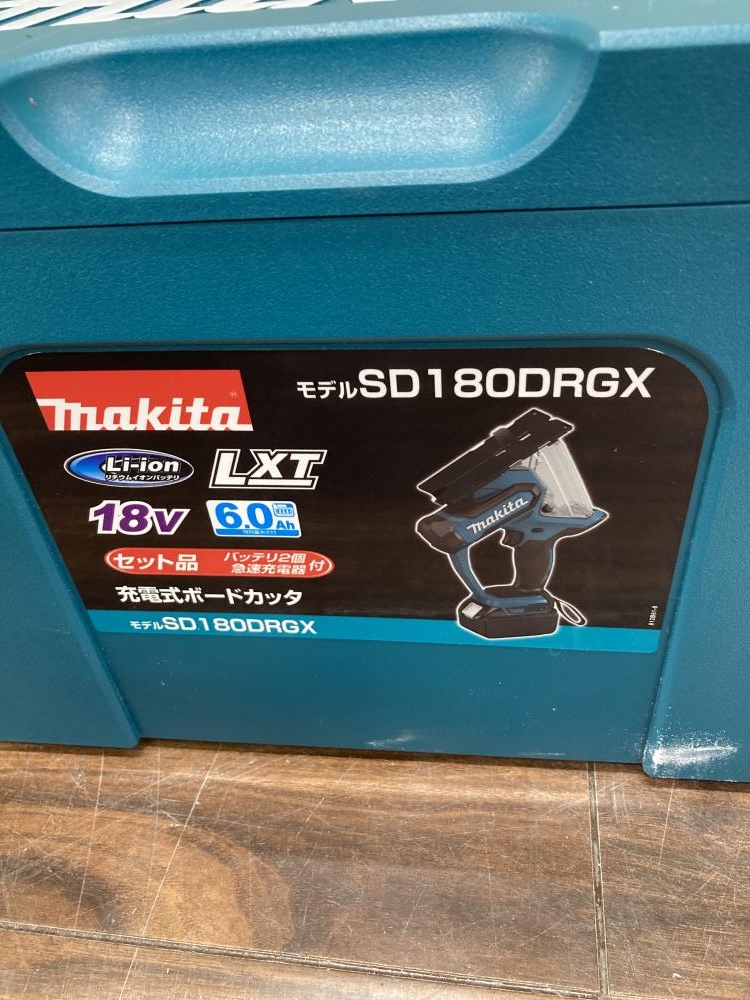 makita
モデルSD180DRGX
Li-ion
リチウムイオンバッテリ
LXT
18V
6.0Ah
セット品
バッテリ2個
急速充電器
付
充電式ボードカッタ
モデルSD180DRGX
makita